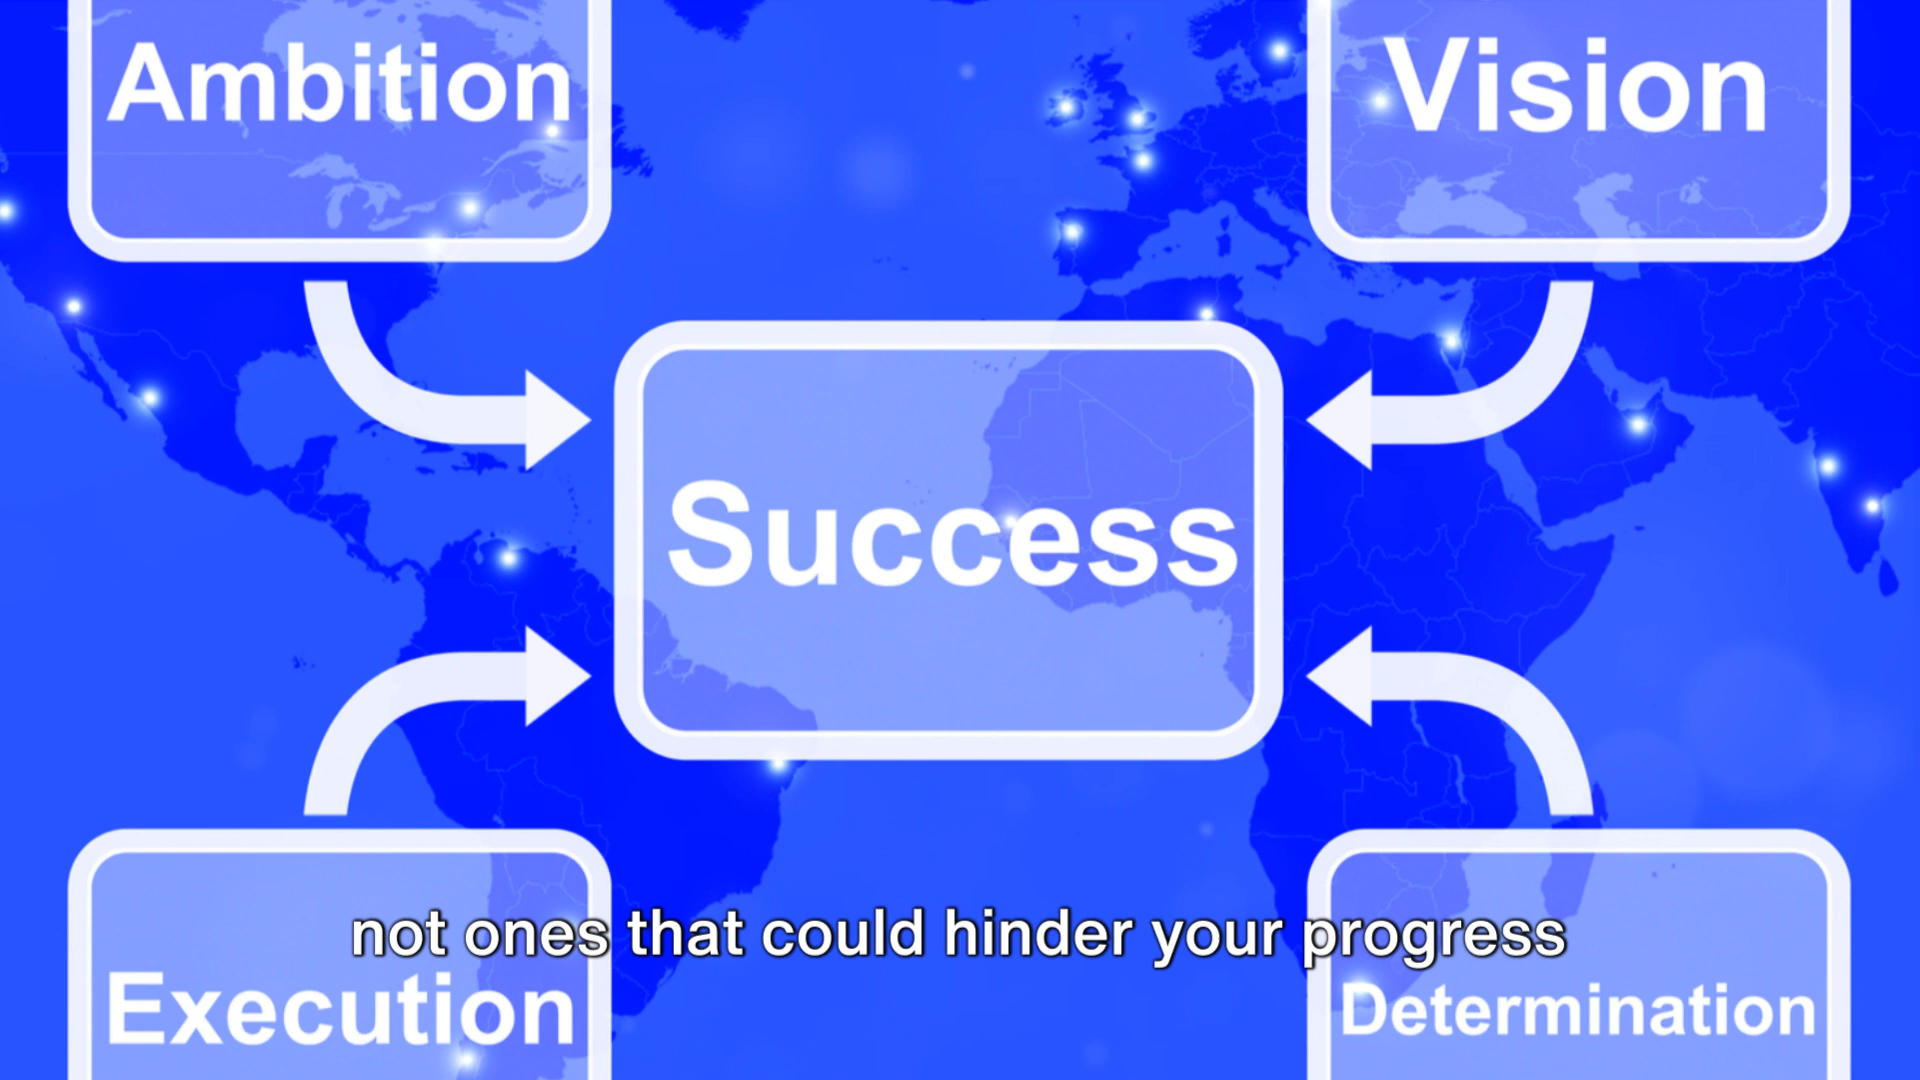 Ambition
Vision
Success
not ones that could hinder your progress
Execution
Determination